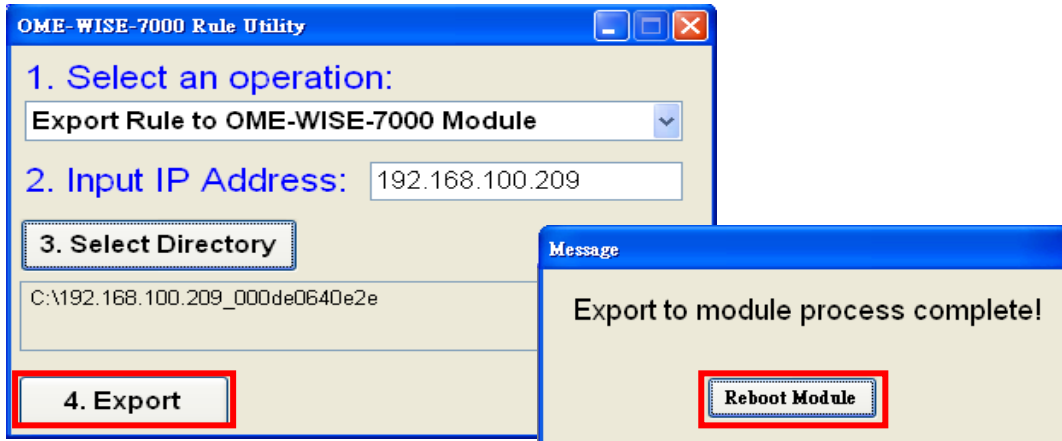 OME-WISE-7000 Rule Utility
1. Select an operation:
Export Rule to OME-WISE-7000 Module
2. Input IP Address: 192.168.100.209
3. Select Directory
C:\192.168.100.209_000de0640e2e
4. Export
Message
Export to module process complete!
Reboot Module